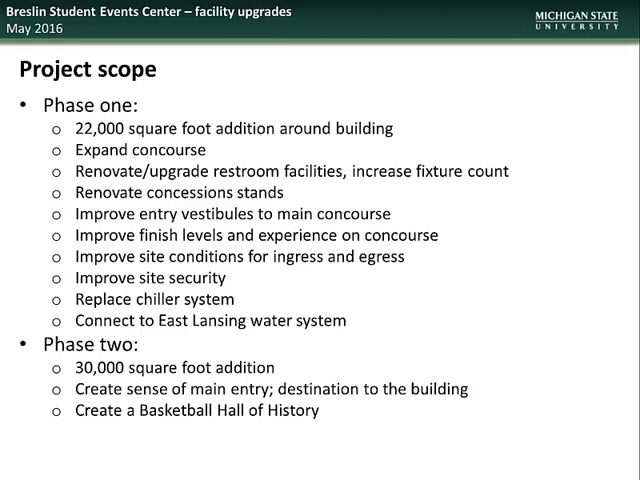 Breslin Student Events Center – facility upgrades
May 2016
MICHIGAN STATE
UNIVERSITY
Project scope
• Phase one:
o 22,000 square foot addition around building
o Expand concourse
o Renovate/upgrade restroom facilities, increase fixture count
o Renovate concessions stands
o Improve entry vestibules to main concourse
o Improve finish levels and experience on concourse
o Improve site conditions for ingress and egress
o Improve site security
o Replace chiller system
o Connect to East Lansing water system
• Phase two:
o 30,000 square foot addition
o Create sense of main entry; destination to the building
o Create a Basketball Hall of History